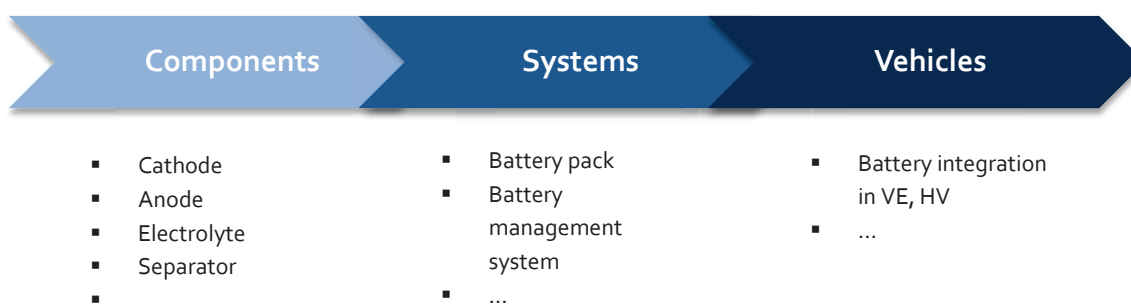 Components
Systems
Vehicles
▪ Cathode
▪ Anode
▪ Electrolyte
▪ Separator
▪
▪ Battery pack
▪ Battery
management
system
▪ ...
▪ Battery integration
in VE, HV
▪ ...